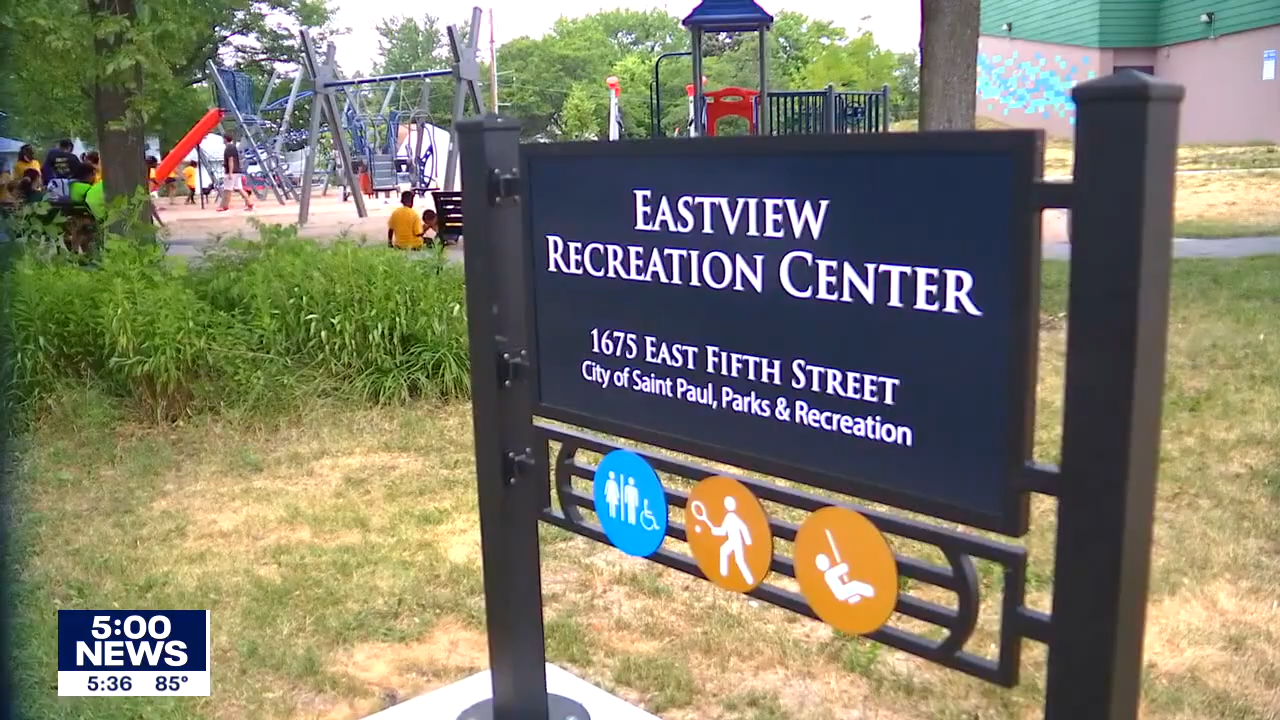 Eastview
Recreation Center
1675 East Fifth Street
City of Saint Paul, Parks & Recreation
5:00
NEWS
5:36 85°